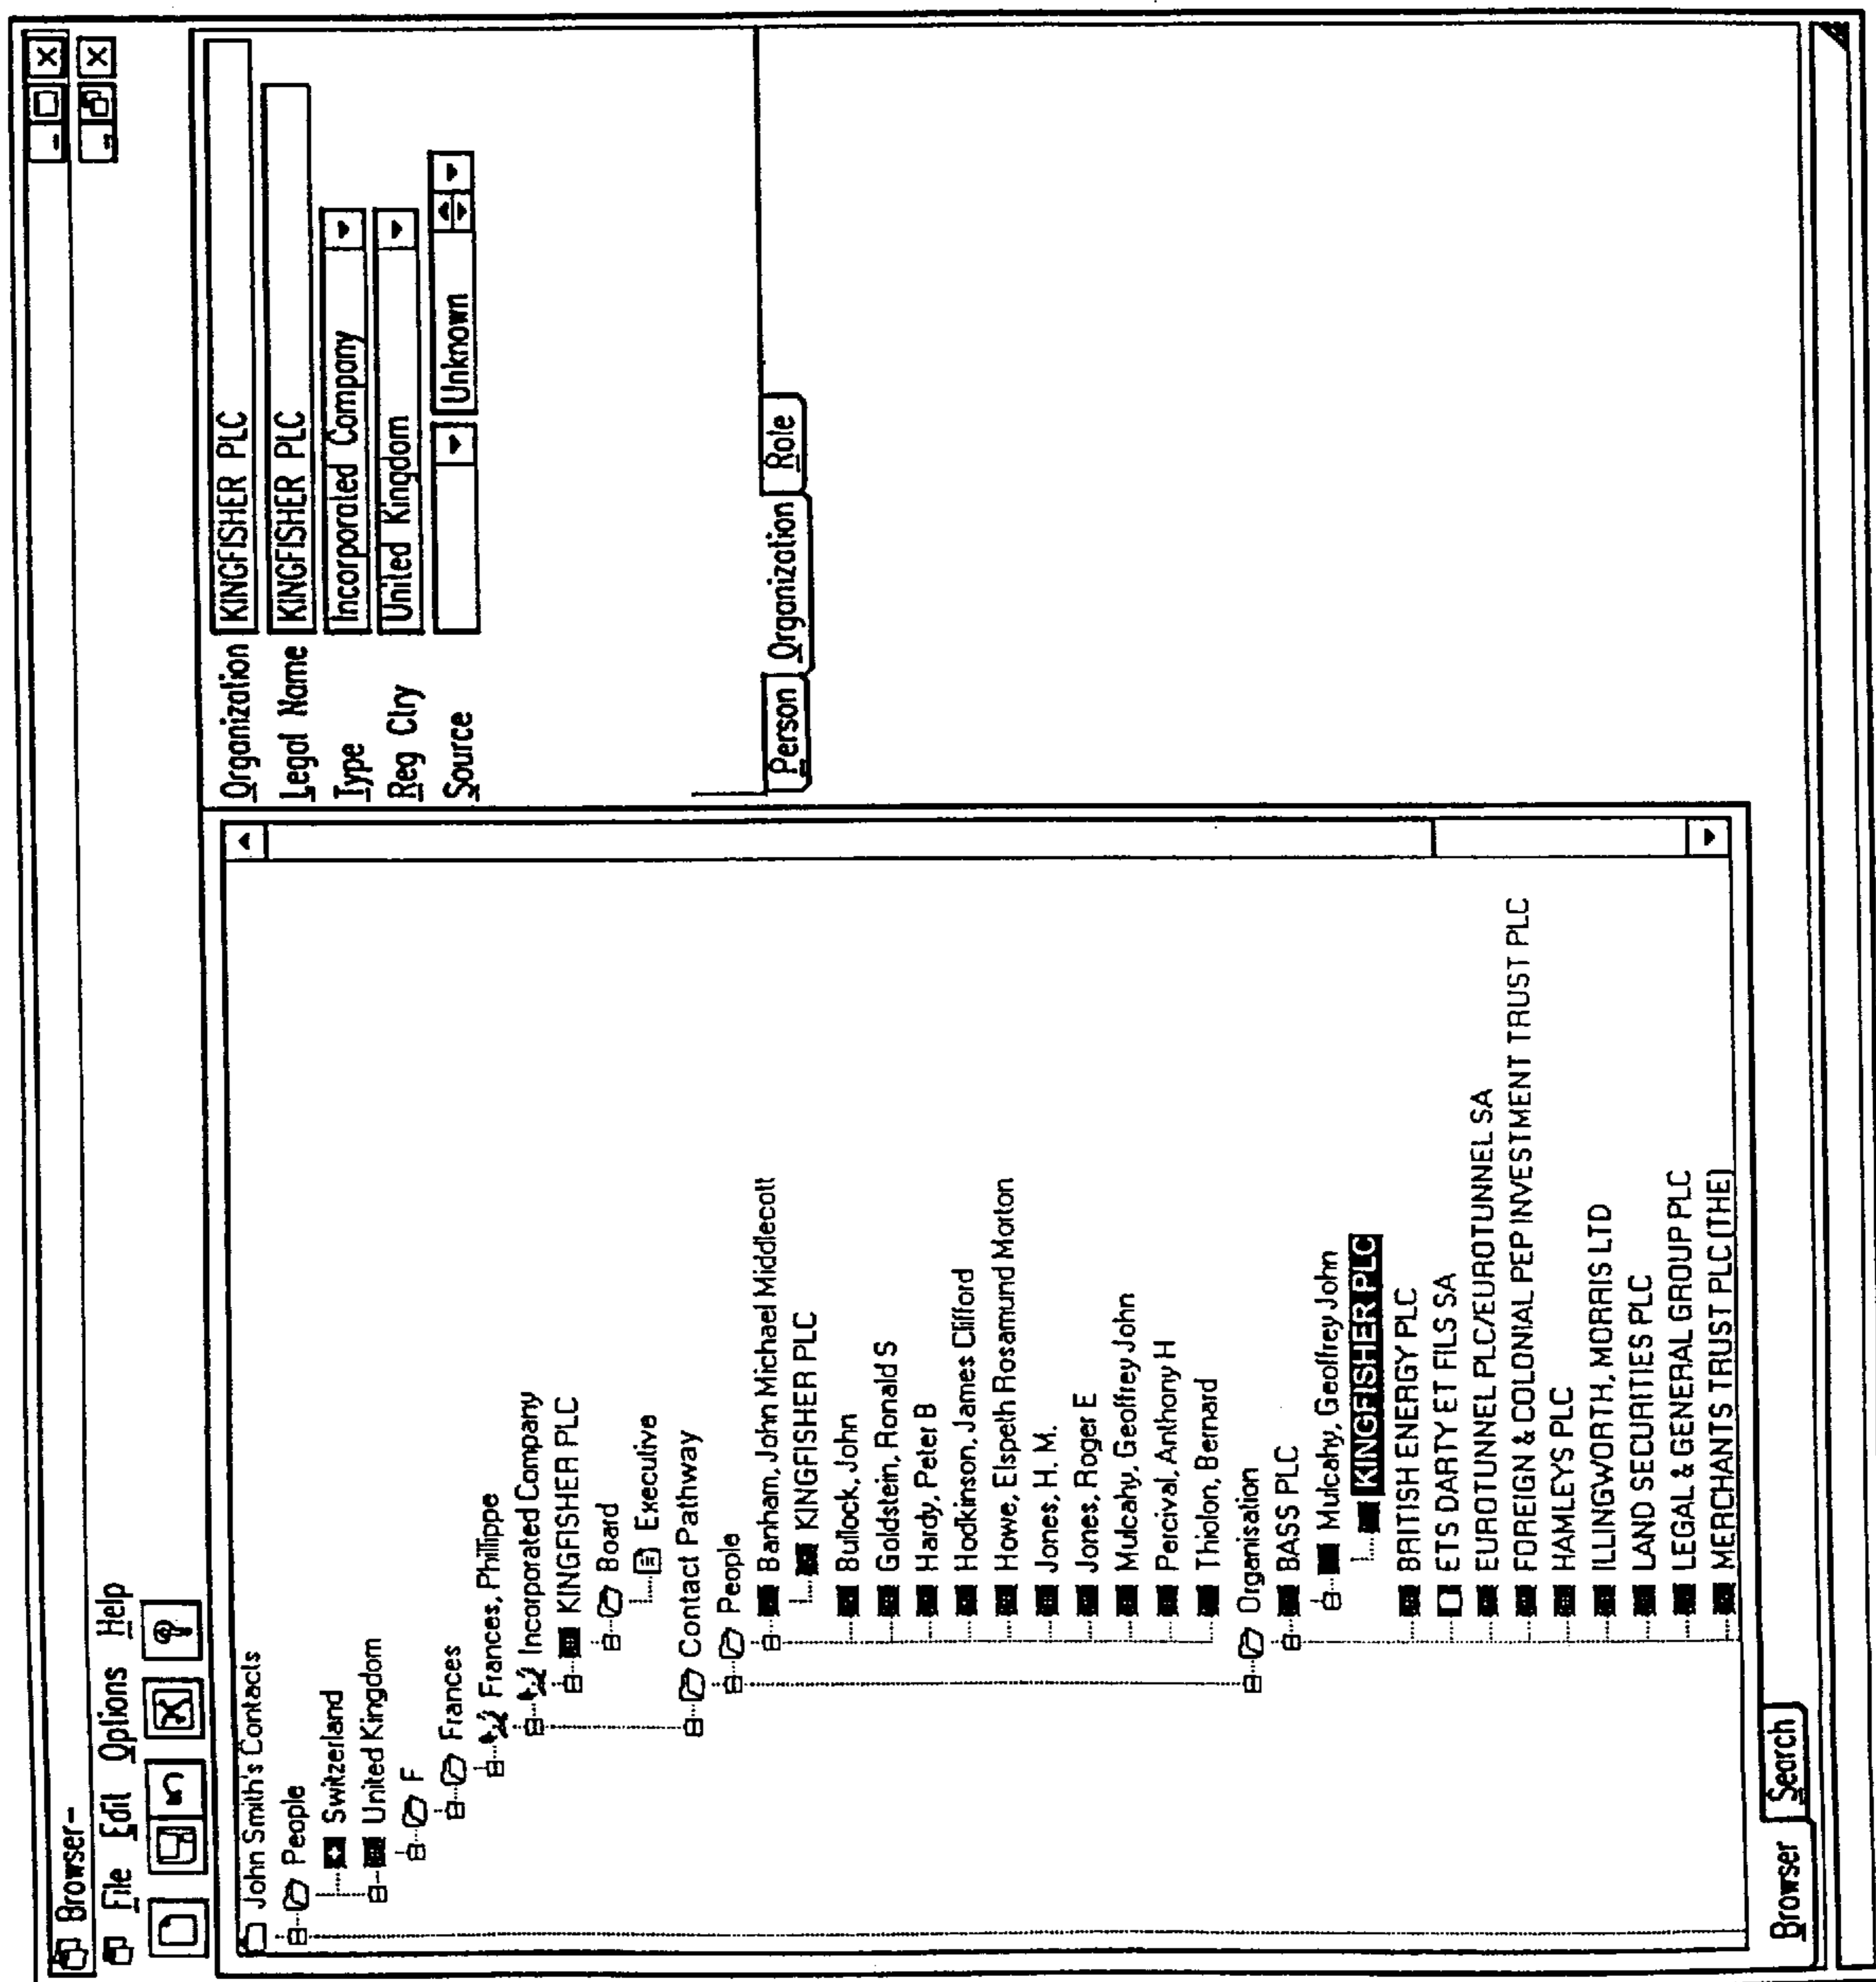 Browser-
File Edit Options Help
John Smith's Contacts
People
Switzerland
United Kingdom
F
Frances
Frances, Phillippe
Incorporated Company
KINGFISHER PLC
Board
Executive
Contact Pathway
People
Banham, John Michael Middlecott
KINGFISHER PLC
Bullock, John
Goldstein, Ronald S
Hardy, Peter B
Hodkinson, James Clifford
Howe, Elspeth Rosamund Morton
Jones, H. M.
Jones, Roger E
Mulcahy, Geoffrey John
Percival, Anthony H
Thiolon, Bernard
Organisation
BASS PLC
Mulcahy, Geoffrey John
KINGFISHER PLC
BRITISH ENERGY PLC
ETS DARTY ET FILS SA
EUROTUNNEL PLC/EUROTUNNEL SA
FOREIGN & COLONIAL PEP INVESTMENT TRUST PLC
HAMLEYS PLC
ILLINGWORTH, MORRIS LTD
LAND SECURITIES PLC
LEGAL & GENERAL GROUP PLC
MERCHANTS TRUST PLC (THE)
Browser Search
Organization KINGFISHER PLC
Legal Name KINGFISHER PLC
Type Incorporated Company
Reg Ctry United Kingdom
Source Unknown
Person Organization Role